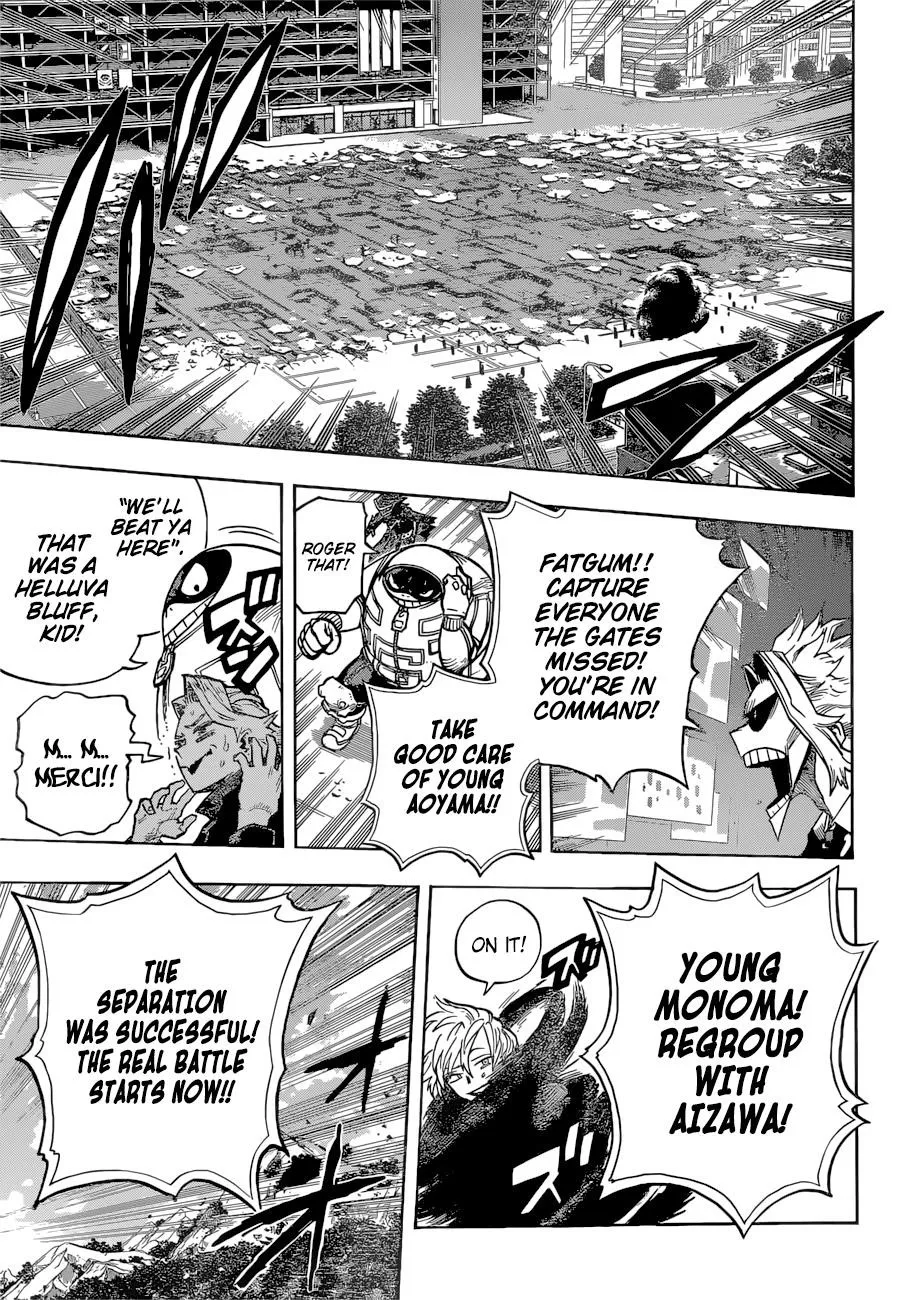 FATGUM!!
CAPTURE
EVERYONE
THE GATES
MISSED!
YOU'RE IN
COMMAND!
TAKE
GOOD CARE
OF YOUNG
AOYAMA!!
ROGER
THAT!
"WE'LL
BEAT YA
HERE".
THAT
WAS A
HELLUVA
BLUFF,
KID!
M... M...
MERCI!!
YOUNG
MONOMA!
REGROUP
WITH
AIZAWA!
ON IT!
ズズ
THE
SEPARATION
WAS SUCCESSFUL!
THE REAL BATTLE
STARTS NOW!!